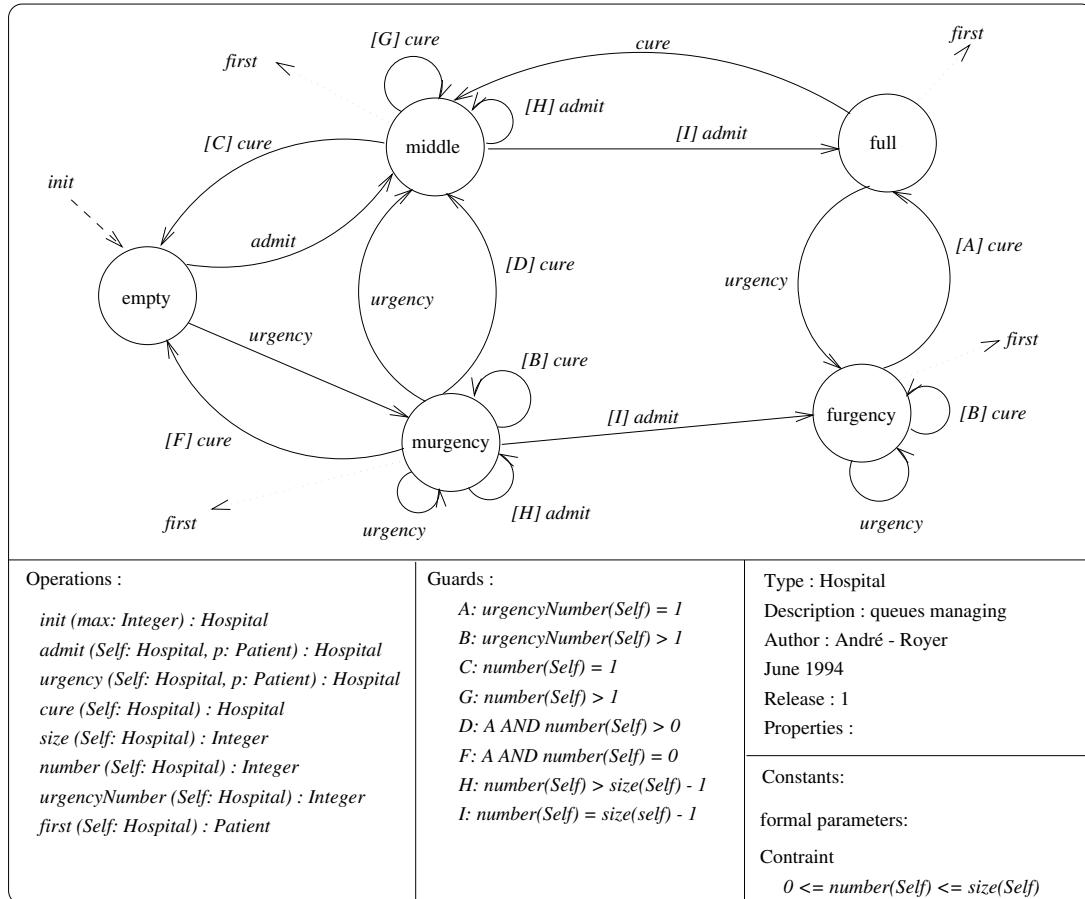 [G] cure
cure
first
first
[H] admit
[C] cure
middle
[I] admit
full
init
admit
[D] cure
[A] cure
empty
urgency
urgency
urgency
first
[B] cure
[I] admit
furgency
[B] cure
[F] cure
murgency
first
urgency
[H] admit
urgency
Operations :
init (max: Integer) : Hospital
admit (Self: Hospital, p: Patient) : Hospital
urgency (Self: Hospital, p: Patient) : Hospital
cure (Self: Hospital) : Hospital
size (Self: Hospital) : Integer
number (Self: Hospital) : Integer
urgencyNumber (Self: Hospital) : Integer
first (Self: Hospital) : Patient
Guards :
A: urgencyNumber(Self) = 1
B: urgencyNumber(Self) > 1
C: number(Self) = 1
G: number(Self) > 1
D: A AND number(Self) > 0
F: A AND number(Self) = 0
H: number(Self) > size(Self) - 1
I: number(Self) = size(self) - 1
Type : Hospital
Description : queues managing
Author : André - Royer
June 1994
Release : 1
Properties :
Constants:
formal parameters:
Contraint
0 <= number(Self) <= size(Self)